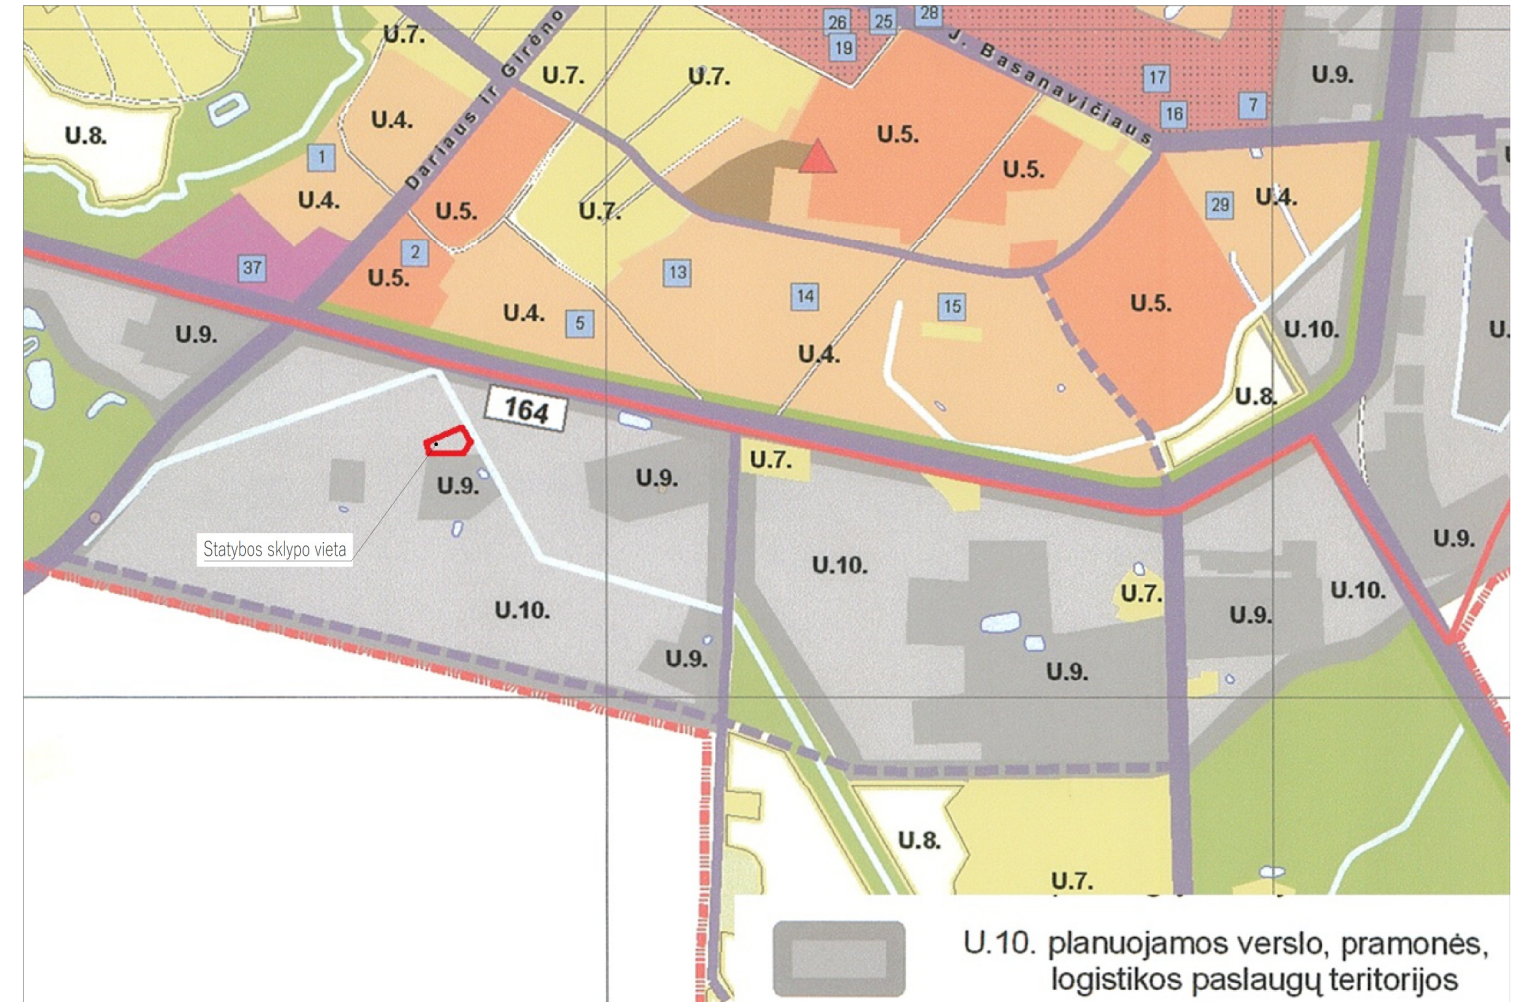 26
25
28
19
U.7.
Dariaus ir Girėno
J. Basanavičiaus
U.7.
U.7.
U.9.
17
7
16
U.8.
U.4.
U.5.
1
U.5.
U.4.
U.5.
U.7.
29
U.4.
37
2
U.5.
13
14
15
U.5.
U.9.
U.4.
5
U.10.
U.4.
164
U.8.
U.7.
U.9.
U.9.
Statybos sklypo vieta
U.10.
U.9.
U.7.
U.10.
U.10.
U.9.
U.9.
U.9.
U.8.
U.7.
U.10. planuojamos verslo, pramonės,
logistikos paslaugų teritorijos